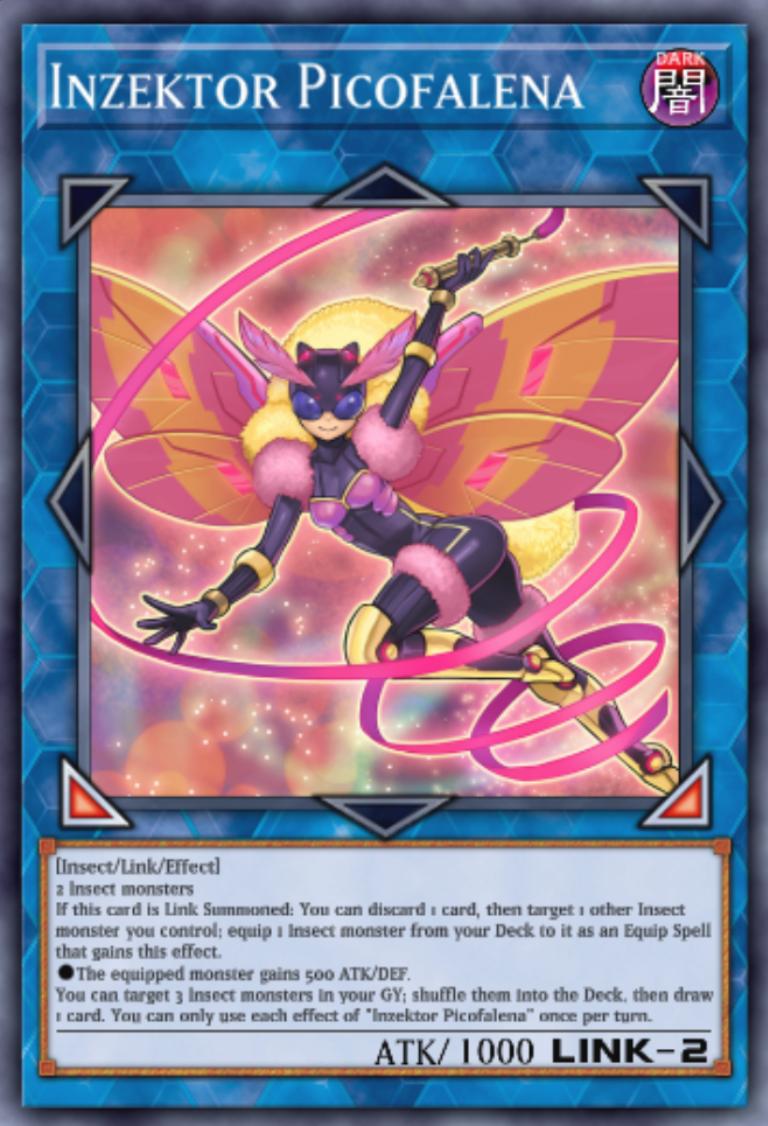 Inzektor Picofalena
DARK
闇
[Insect/Link/Effect]
2 Insect monsters
If this card is Link Summoned: You can discard 1 card, then target 1 other Insect
monster you control; equip 1 Insect monster from your Deck to it as an Equip Spell
that gains this effect.
●The equipped monster gains 500 ATK/DEF.
You can target 3 Insect monsters in your GY; shuffle them into the Deck, then draw
1 card. You can only use each effect of "Inzektor Picofalena" once per turn.
ATK/1000 LINK-2